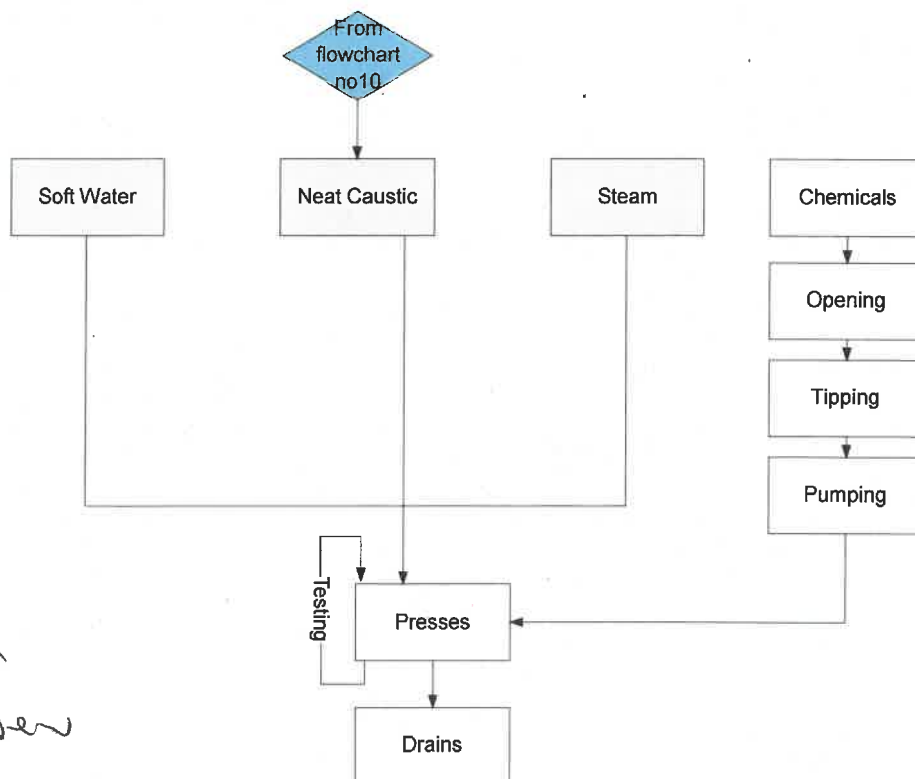 From
flowchart
no10
Soft Water
Neat Caustic
Steam
Chemicals
Opening
Tipping
Pumping
Testing
Presses
Drains